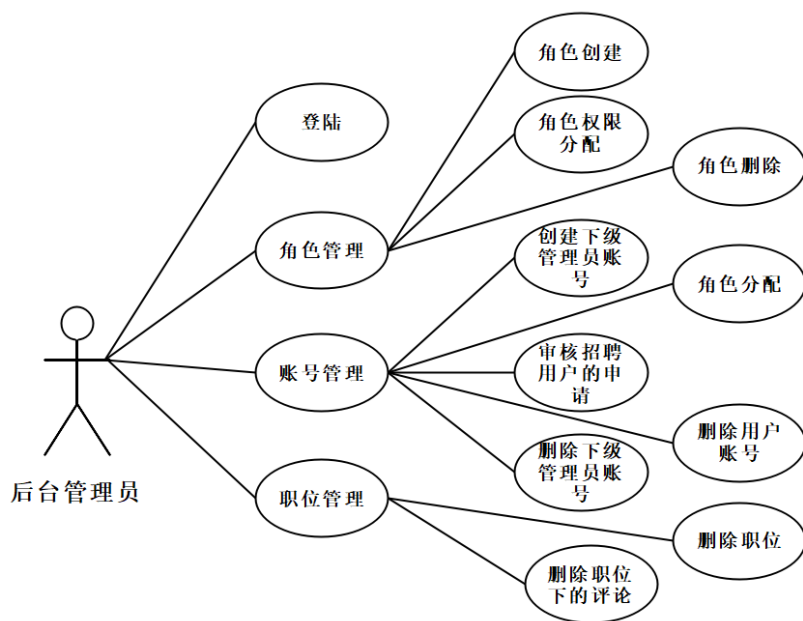 角色创建
登陆
角色权限
分配
角色删除
角色管理
创建下级
管理员账
号
角色分配
账号管理
审核招聘
用户的申
请
删除用户
账号
删除下级
管理员账
号
后台管理员
职位管理
删除职位
删除职位
下的评论